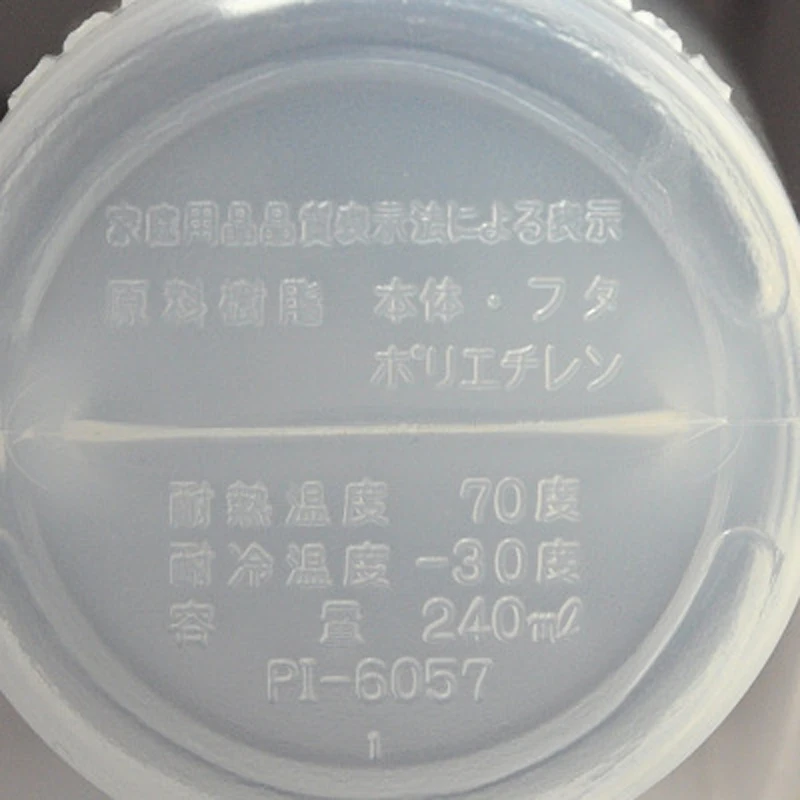 家庭用品品質表示法による表示
原料樹脂 本体・フタ
ポリエチレン
耐熱温度 70度
耐冷温度 -30度
容 量 240ml
PI-6057
1